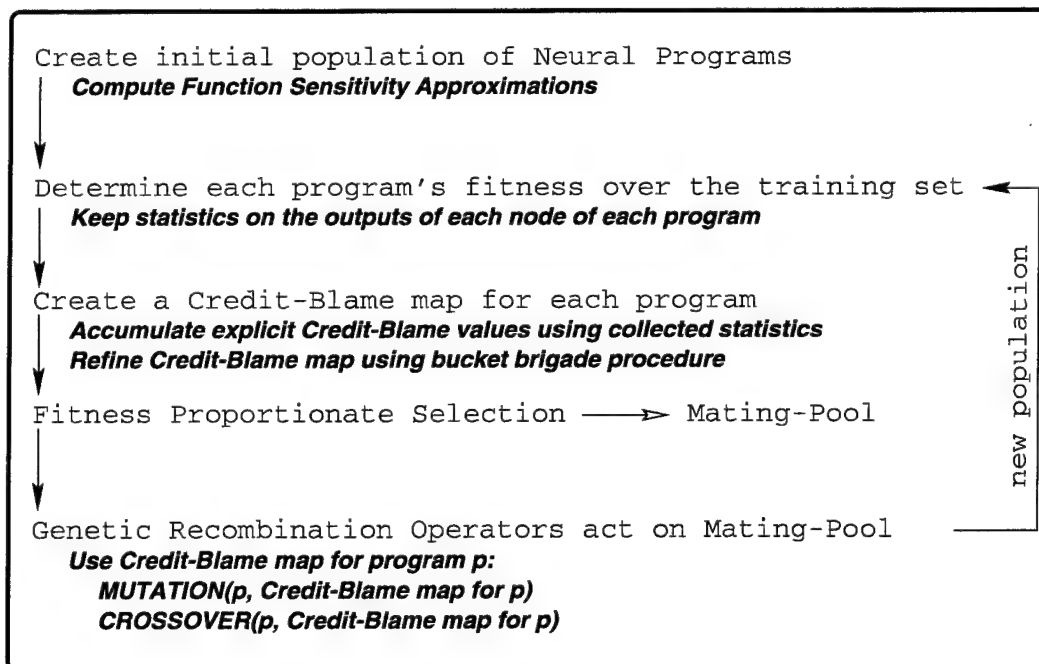 Create initial population of Neural Programs
Compute Function Sensitivity Approximations
Determine each program's fitness over the training set
Keep statistics on the outputs of each node of each program
Create a Credit-Blame map for each program
Accumulate explicit Credit-Blame values using collected statistics
Refine Credit-Blame map using bucket brigade procedure
Fitness Proportionate Selection Mating-Pool
Genetic Recombination Operators act on Mating-Pool
Use Credit-Blame map for program p:
MUTATION(p, Credit-Blame map for p)
CROSSOVER(p, Credit-Blame map for p)
new population